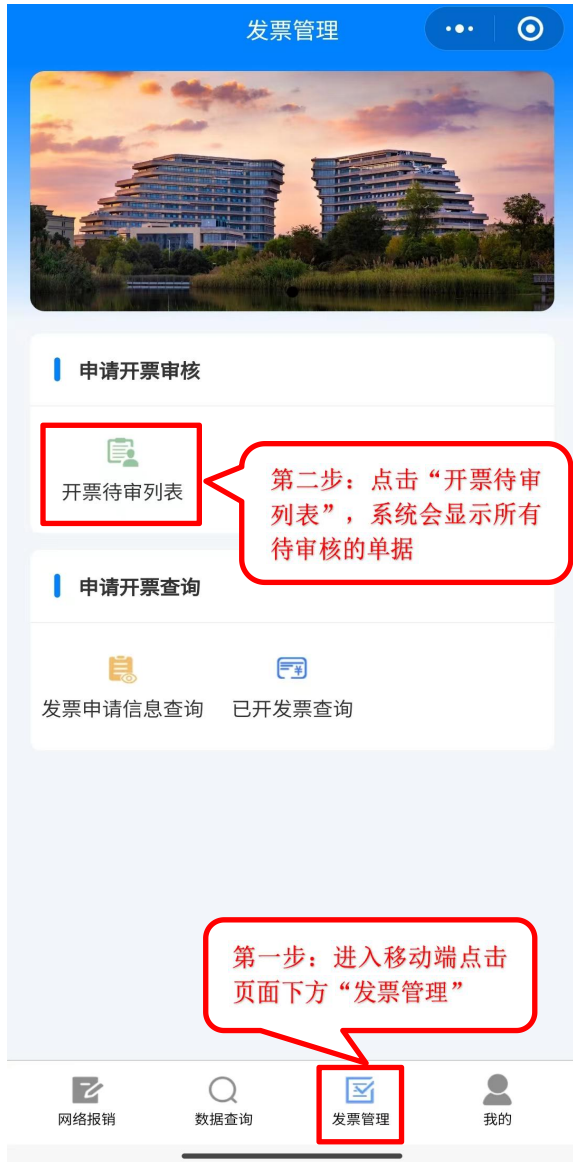 发票管理
申请开票审核
开票待审列表
第二步：点击“开票待审
列表”，系统会显示所有
待审核的单据
申请开票查询
发票申请信息查询
已开发票查询
第一步：进入移动端点击
页面下方“发票管理”
网络报销
数据查询
发票管理
我的